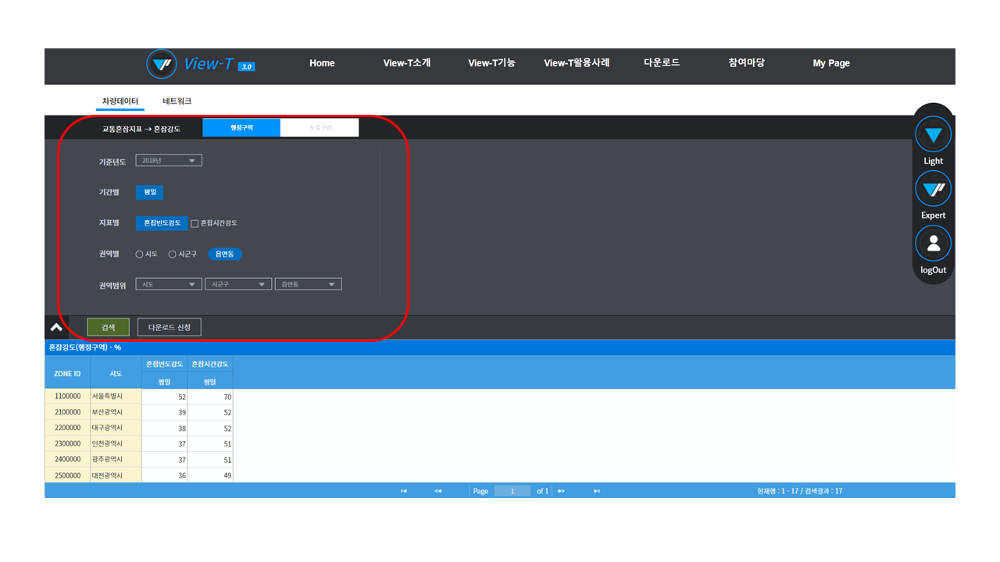 View-T 3.0 Home View-T소개 View-T기능 View-T활용사례 다운로드 참여마당 My Page
차량데이터 네트워크
교통혼잡지표 → 혼잡강도 행정구역 도로구간
기준년도 2018년
기간별 평일
지표별 혼잡빈도강도 혼잡시간강도
권역별 시도 시군구 읍면동
권역범위 시도 시군구 읍면동
검색 다운로드 신청
Light
Expert
logOut
혼잡강도(행정구역) - %
ZONE ID 시도 혼잡빈도강도 혼잡시간강도
평일 평일
1100000 서울특별시 52 70
2100000 부산광역시 39 52
2200000 대구광역시 38 52
2300000 인천광역시 37 51
2400000 광주광역시 37 51
2500000 대전광역시 36 49
Page 1 of 1 현재행 : 1 - 17 / 검색결과 : 17